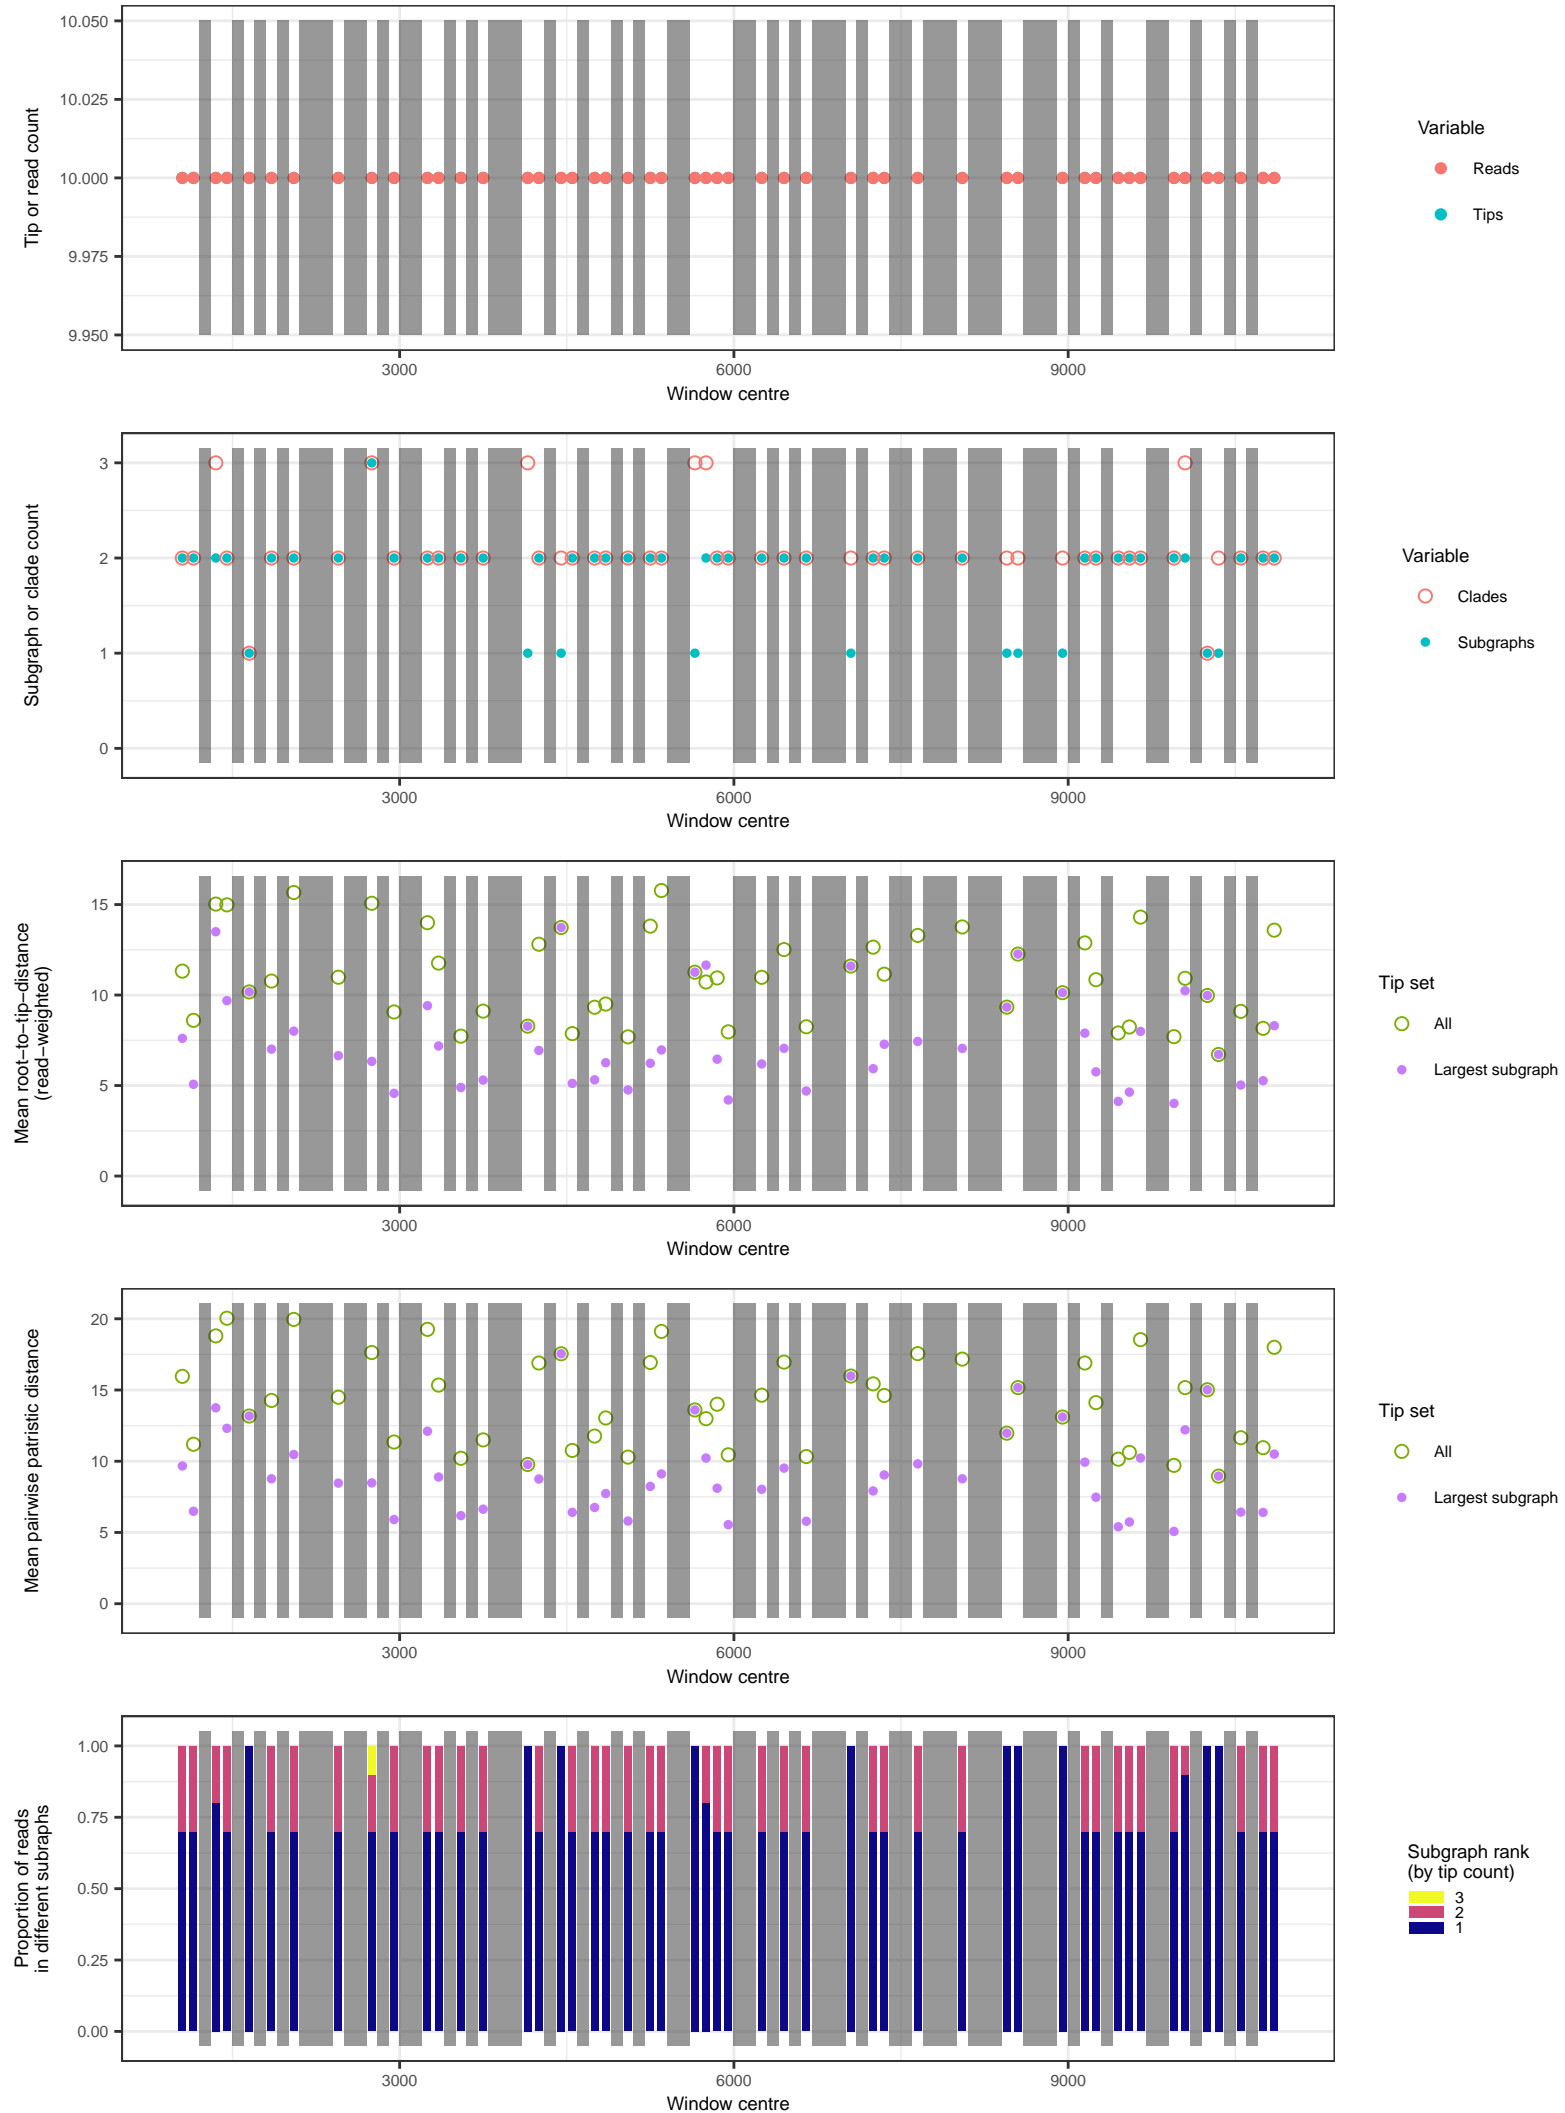 10.050
10.025
10.000
9.975
9.950
Tip or read count
3000
6000
9000
Window centre
Variable
Reads
Tips
3
2
1
0
Subgraph or clade count
3000
6000
9000
Window centre
Variable
Clades
Subgraphs
15
10
5
0
Mean root−to−tip−distance
(read−weighted)
3000
6000
9000
Window centre
Tip set
All
Largest subgraph
20
15
10
5
0
Mean pairwise patristic distance
3000
6000
9000
Window centre
Tip set
All
Largest subgraph
1.00
0.75
0.50
0.25
0.00
Proportion of reads
in different subraphs
3000
6000
9000
Window centre
Subgraph rank
(by tip count)
3
2
1